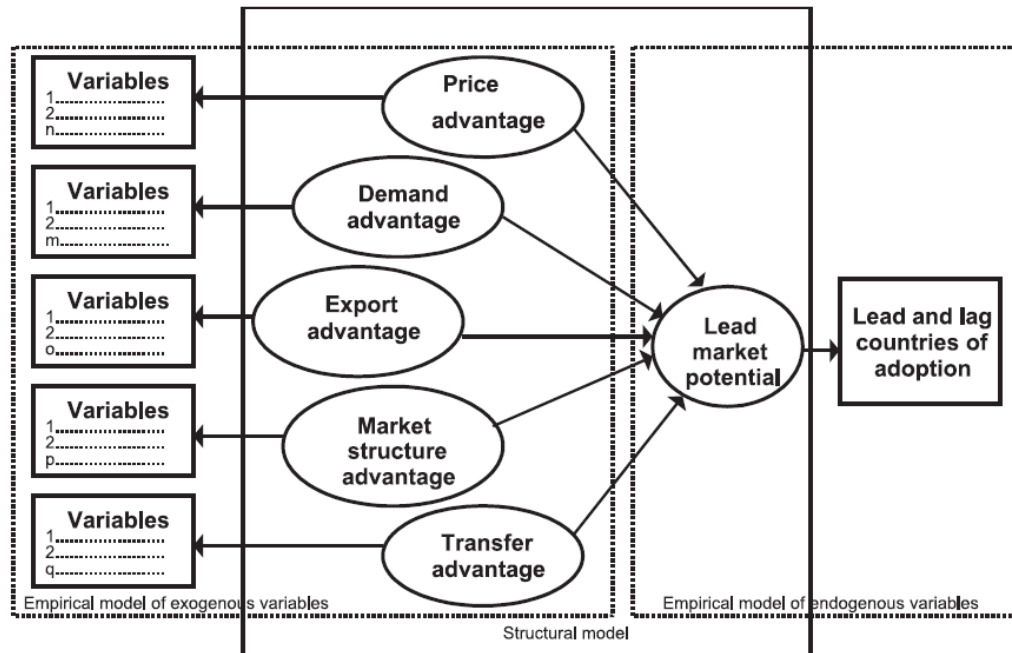 Variables
1......................
2......................
n......................
Price
advantage
Variables
1......................
2......................
m......................
Demand
advantage
Variables
1......................
2......................
o......................
Export
advantage
Lead
market
potential
Lead and lag
countries of
adoption
Variables
1......................
2......................
p......................
Market
structure
advantage
Variables
1......................
2......................
q......................
Transfer
advantage
Empirical model of exogenous variables
Empirical model of endogenous variables
Structural model